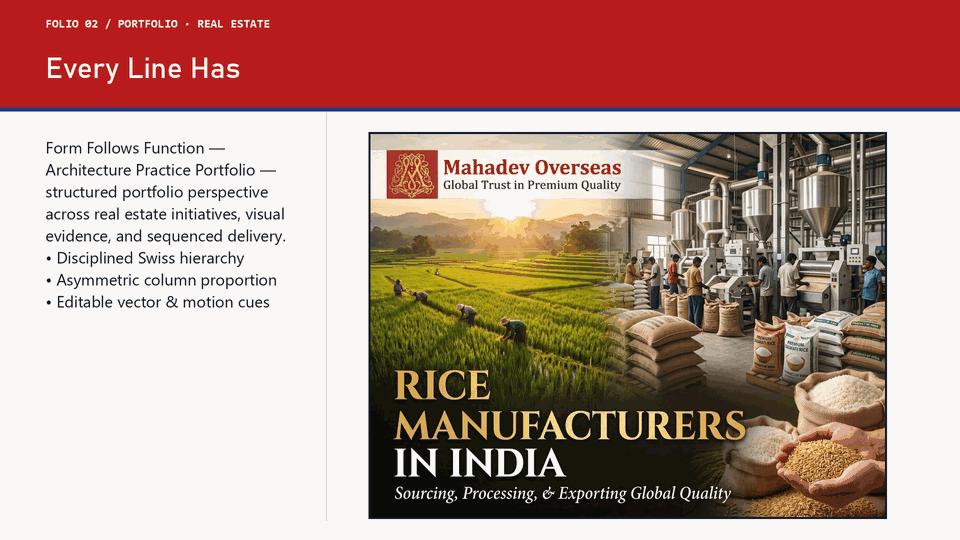 FOLIO 02 / PORTFOLIO · REAL ESTATE
Every Line Has
Form Follows Function —
Architecture Practice Portfolio —
structured portfolio perspective
across real estate initiatives, visual
evidence, and sequenced delivery.
• Disciplined Swiss hierarchy
• Asymmetric column proportion
• Editable vector & motion cues
Mahadev Overseas
Global Trust in Premium Quality
RICE
MANUFACTURERS
IN INDIA
Sourcing, Processing, & Exporting Global Quality